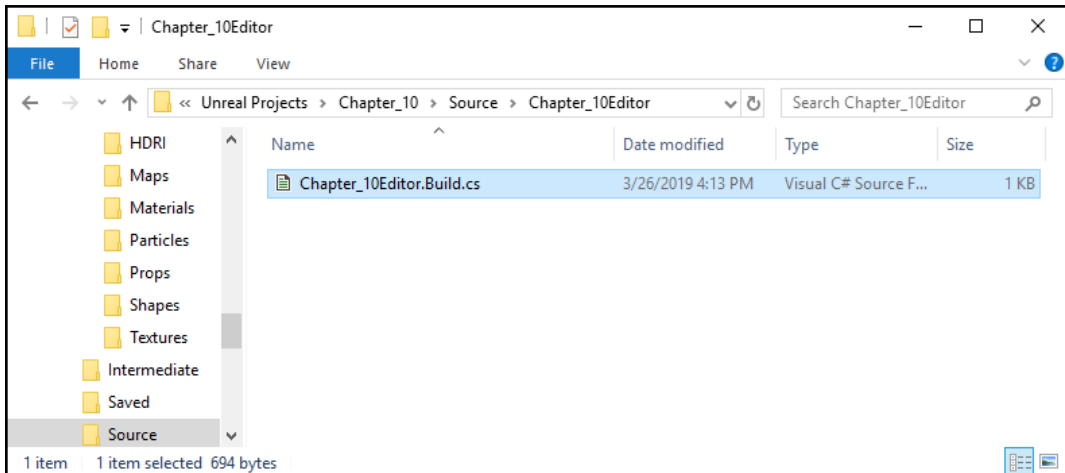 Chapter_10Editor
File Home Share View
« Unreal Projects > Chapter_10 > Source > Chapter_10Editor Search Chapter_10Editor
HDRI
Maps
Materials
Particles
Props
Shapes
Textures
Intermediate
Saved
Source
Name Date modified Type Size
Chapter_10Editor.Build.cs 3/26/2019 4:13 PM Visual C# Source F... 1 KB
1 item 1 item selected 694 bytes